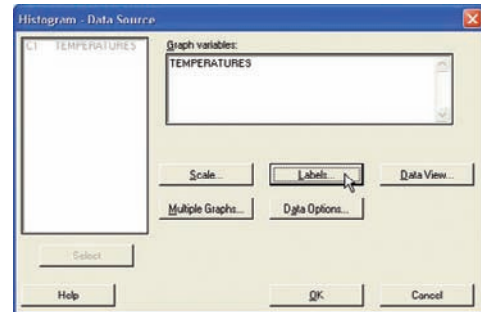 Histogram - Data Source
C1 TEMPERATURES
Graph variables:
TEMPERATURES
Scale...
Labels...
Data View...
Multiple Graphs...
Data Options...
Select
Help
OK
Cancel